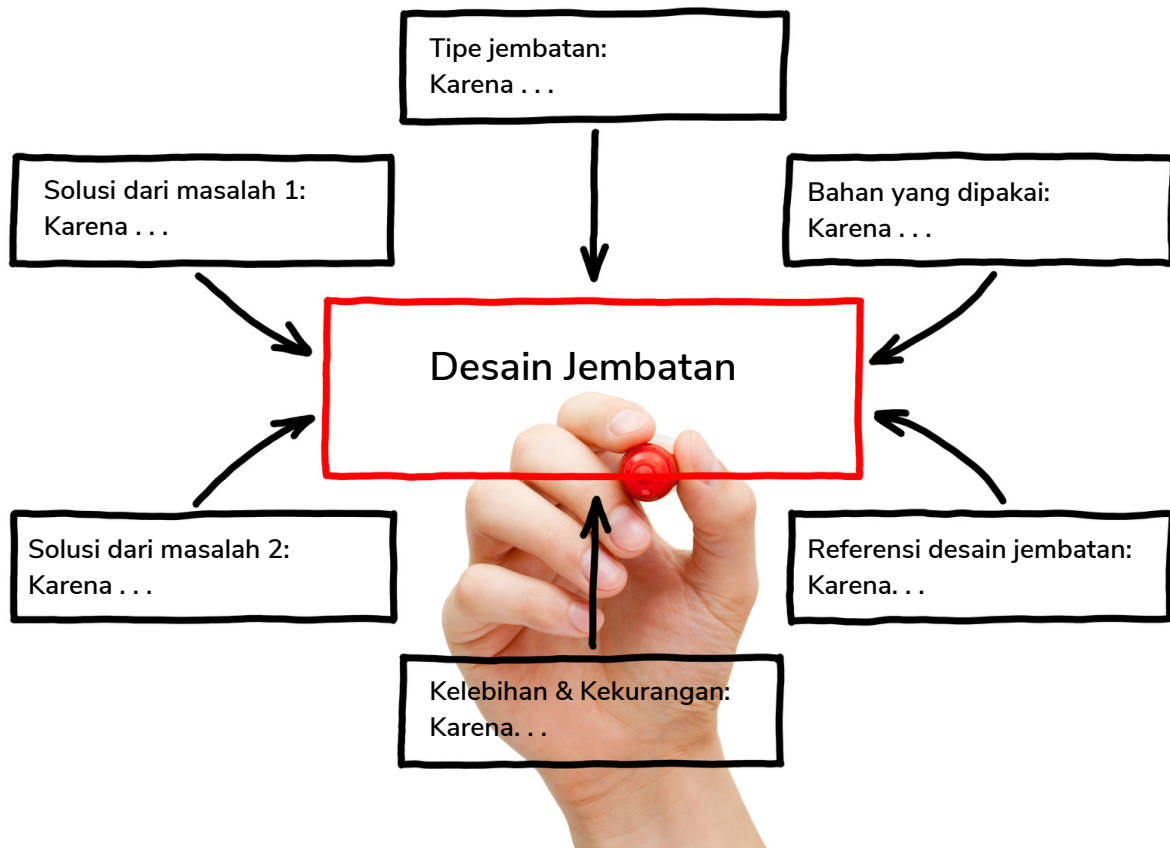 Tipe jembatan:
Karena . . .
Solusi dari masalah 1:
Karena . . .
Bahan yang dipakai:
Karena . . .
Desain Jembatan
Solusi dari masalah 2:
Karena . . .
Referensi desain jembatan:
Karena. . .
Kelebihan & Kekurangan:
Karena. . .